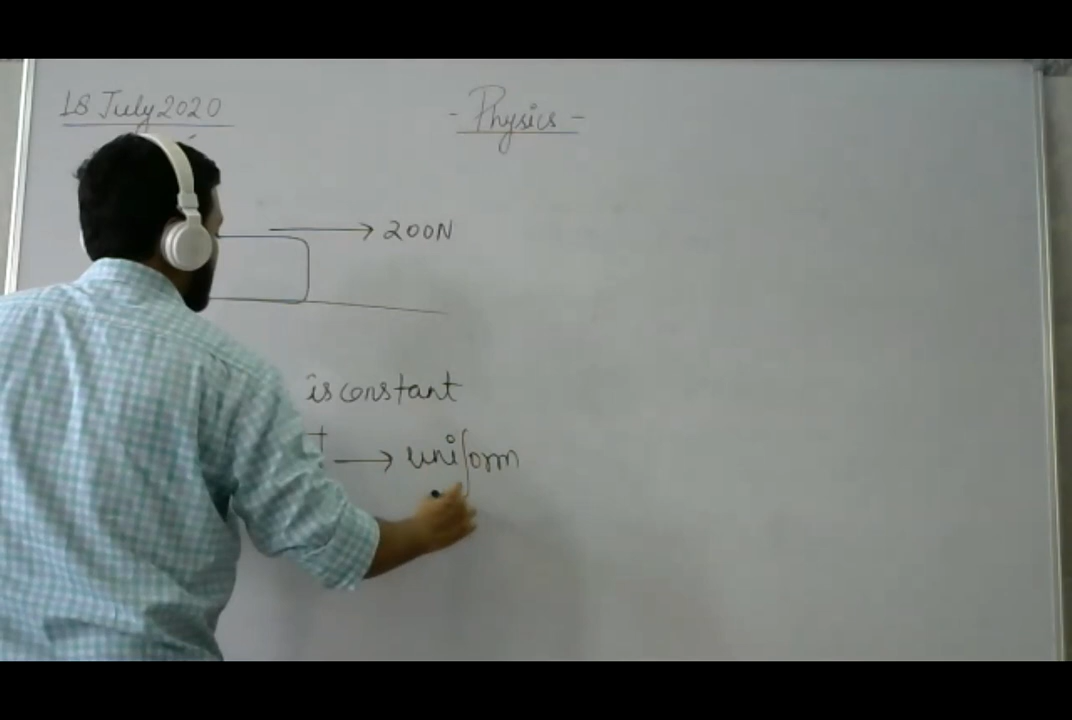 18 July 2020
- Physics -
→ 200N
is constant
→ uniform